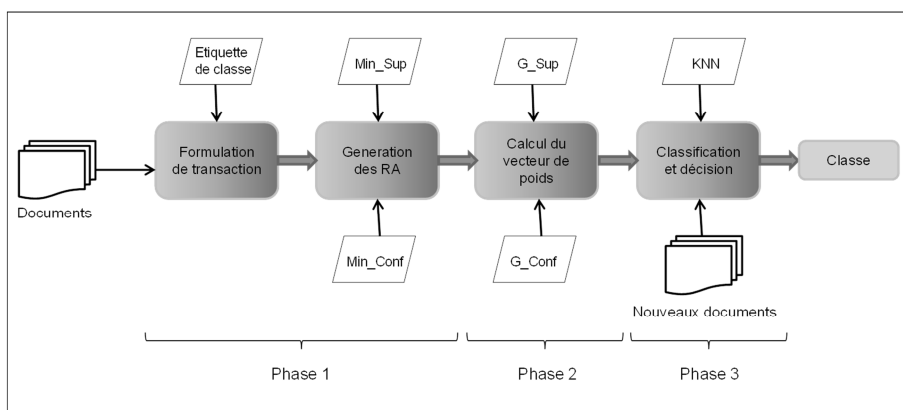 Etiquette
de classe
Min_Sup
G_Sup
KNN
Documents
Formulation
de transaction
Generation
des RA
Calcul du
vecteur de
poids
Classification
et décision
Classe
Min_Conf
G_Conf
Nouveaux documents
Phase 1
Phase 2
Phase 3